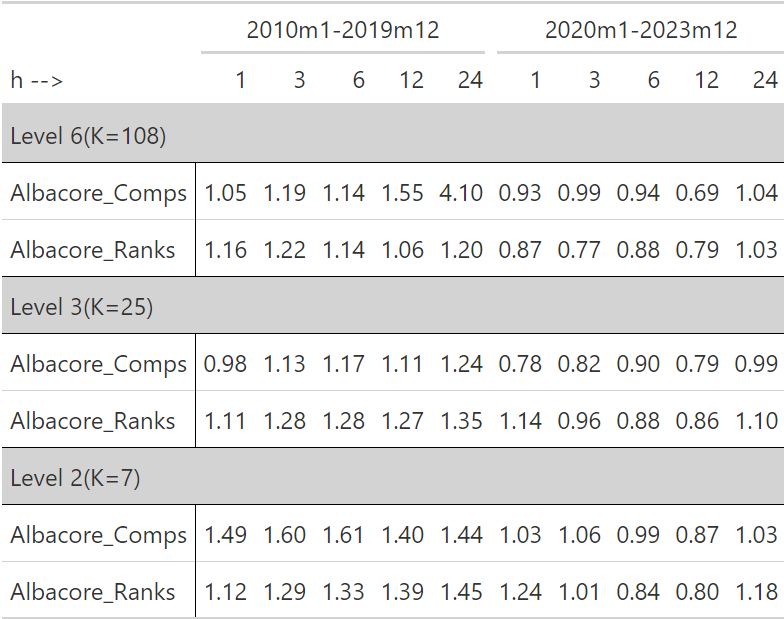 2010m1-2019m12 2020m1-2023m12
h --> 1 3 6 12 24 1 3 6 12 24
Level 6(K=108)
Albacore_Comps 1.05 1.19 1.14 1.55 4.10 0.93 0.99 0.94 0.69 1.04
Albacore_Ranks 1.16 1.22 1.14 1.06 1.20 0.87 0.77 0.88 0.79 1.03
Level 3(K=25)
Albacore_Comps 0.98 1.13 1.17 1.11 1.24 0.78 0.82 0.90 0.79 0.99
Albacore_Ranks 1.11 1.28 1.28 1.27 1.35 1.14 0.96 0.88 0.86 1.10
Level 2(K=7)
Albacore_Comps 1.49 1.60 1.61 1.40 1.44 1.03 1.06 0.99 0.87 1.03
Albacore_Ranks 1.12 1.29 1.33 1.39 1.45 1.24 1.01 0.84 0.80 1.18